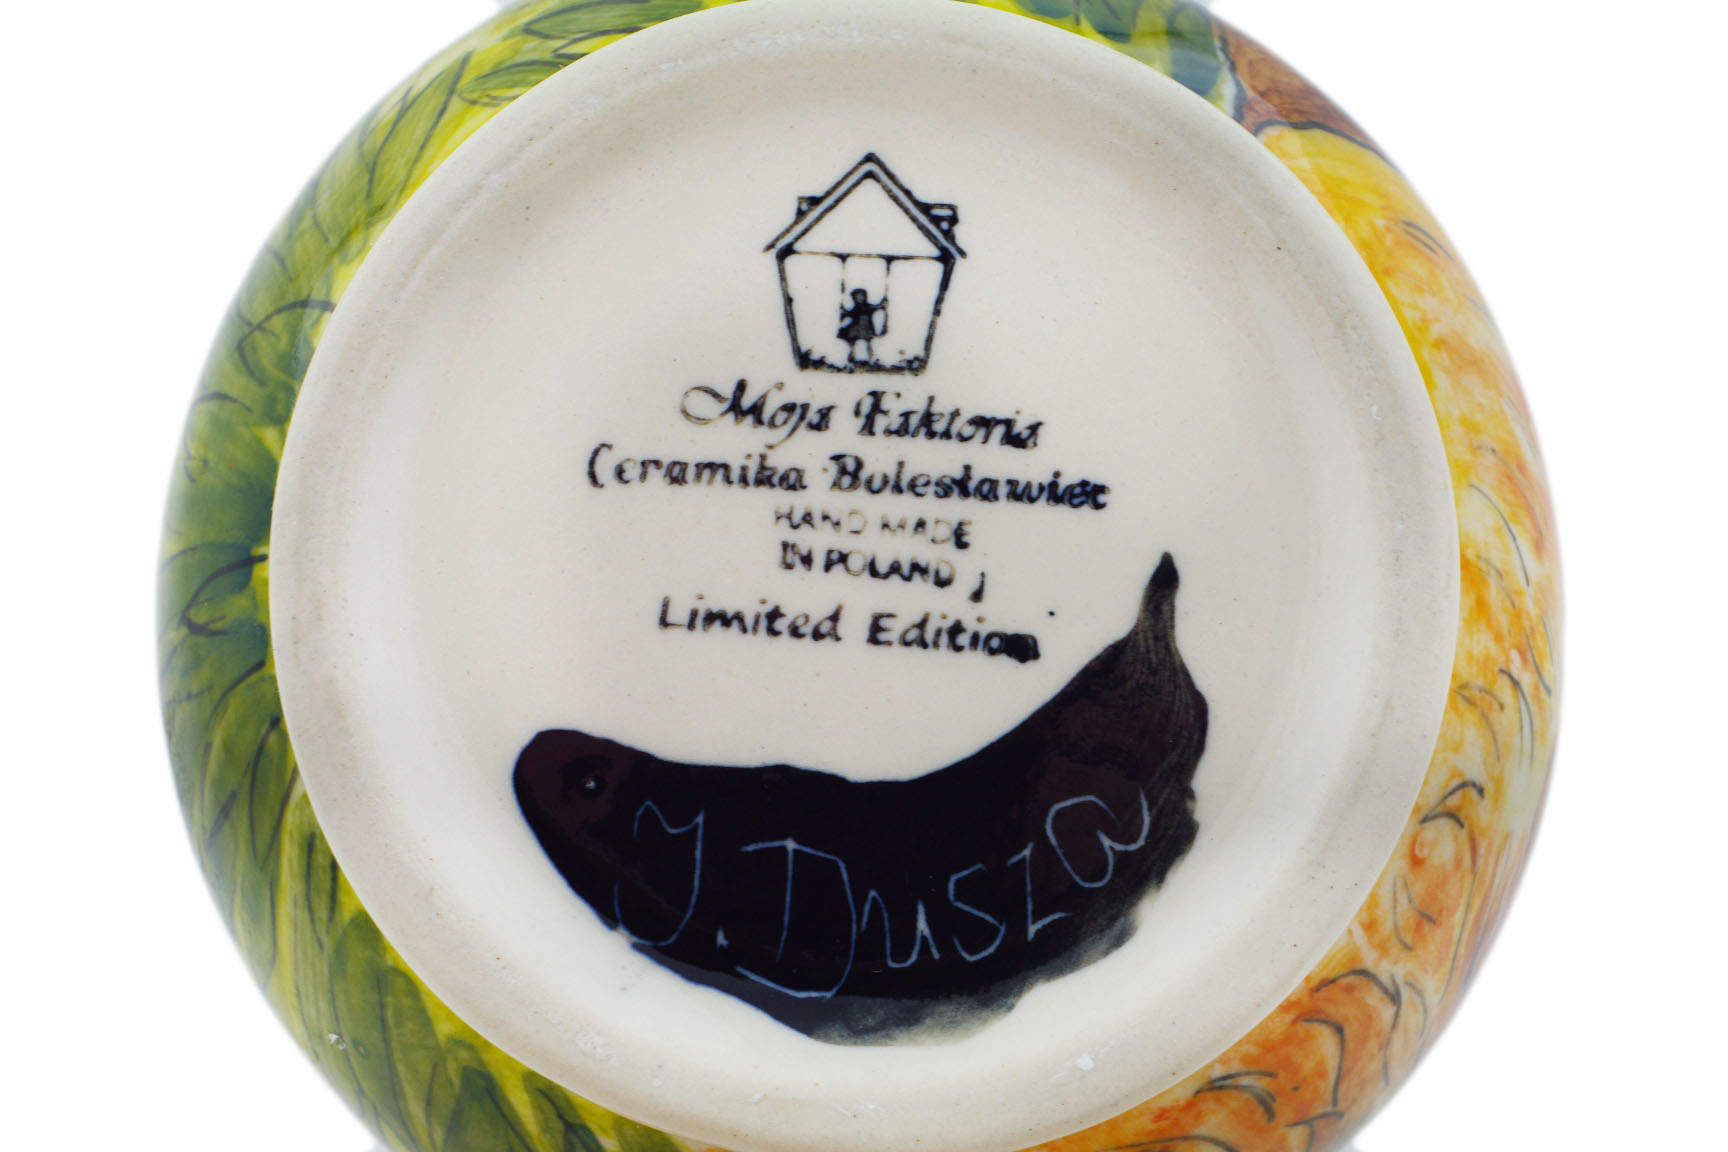 Moja Faktoria
Ceramika Bolesławiec
HAND MADE
IN POLAND
Limited Edition
J. Dusza